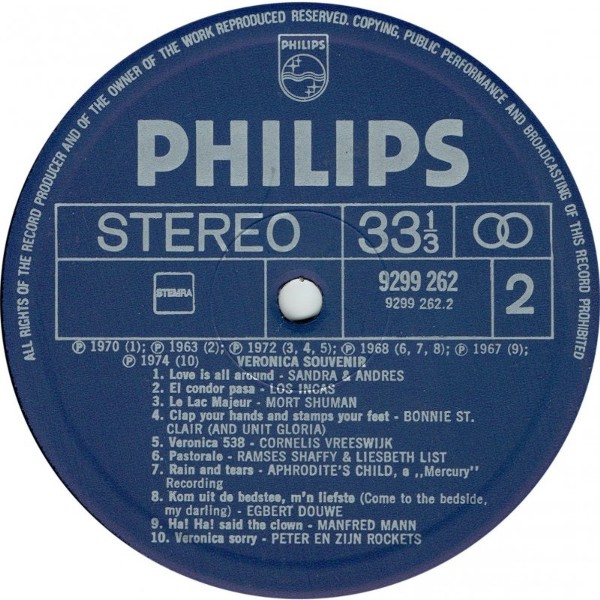 ALL RIGHTS OF THE RECORD PRODUCER AND OF THE OWNER OF THE WORK REPRODUCED RESERVED. COPYING, PUBLIC PERFORMANCE AND BROADCASTING OF THIS RECORD PROHIBITED
PHILIPS
PHILIPS
STEREO 33 1/3
STEMRA 9299 262 2
9299 262.2
Ⓟ 1970 (1); Ⓟ 1963 (2); Ⓟ 1972 (3, 4, 5); Ⓟ 1968 (6, 7, 8); Ⓟ 1967 (9);
Ⓟ 1974 (10) VERONICA SOUVENIR
1. Love is all around - SANDRA & ANDRES
2. El condor pasa - LOS INCAS
3. Le Lac Majeur - MORT SHUMAN
4. Clap your hands and stamps your feet - BONNIE ST.
CLAIR (AND UNIT GLORIA)
5. Veronica 538 - CORNELIS VREESWIJK
6. Pastorale - RAMSES SHAFFY & LIESBETH LIST
7. Rain and tears - APHRODITE'S CHILD, a ,,Mercury"
Recording
8. Kom uit de bedstee, m'n liefste (Come to the bedside,
my darling) - EGBERT DOUWE
9. Ha! Ha! said the clown - MANFRED MANN
10. Veronica sorry - PETER EN ZIJN ROCKETS